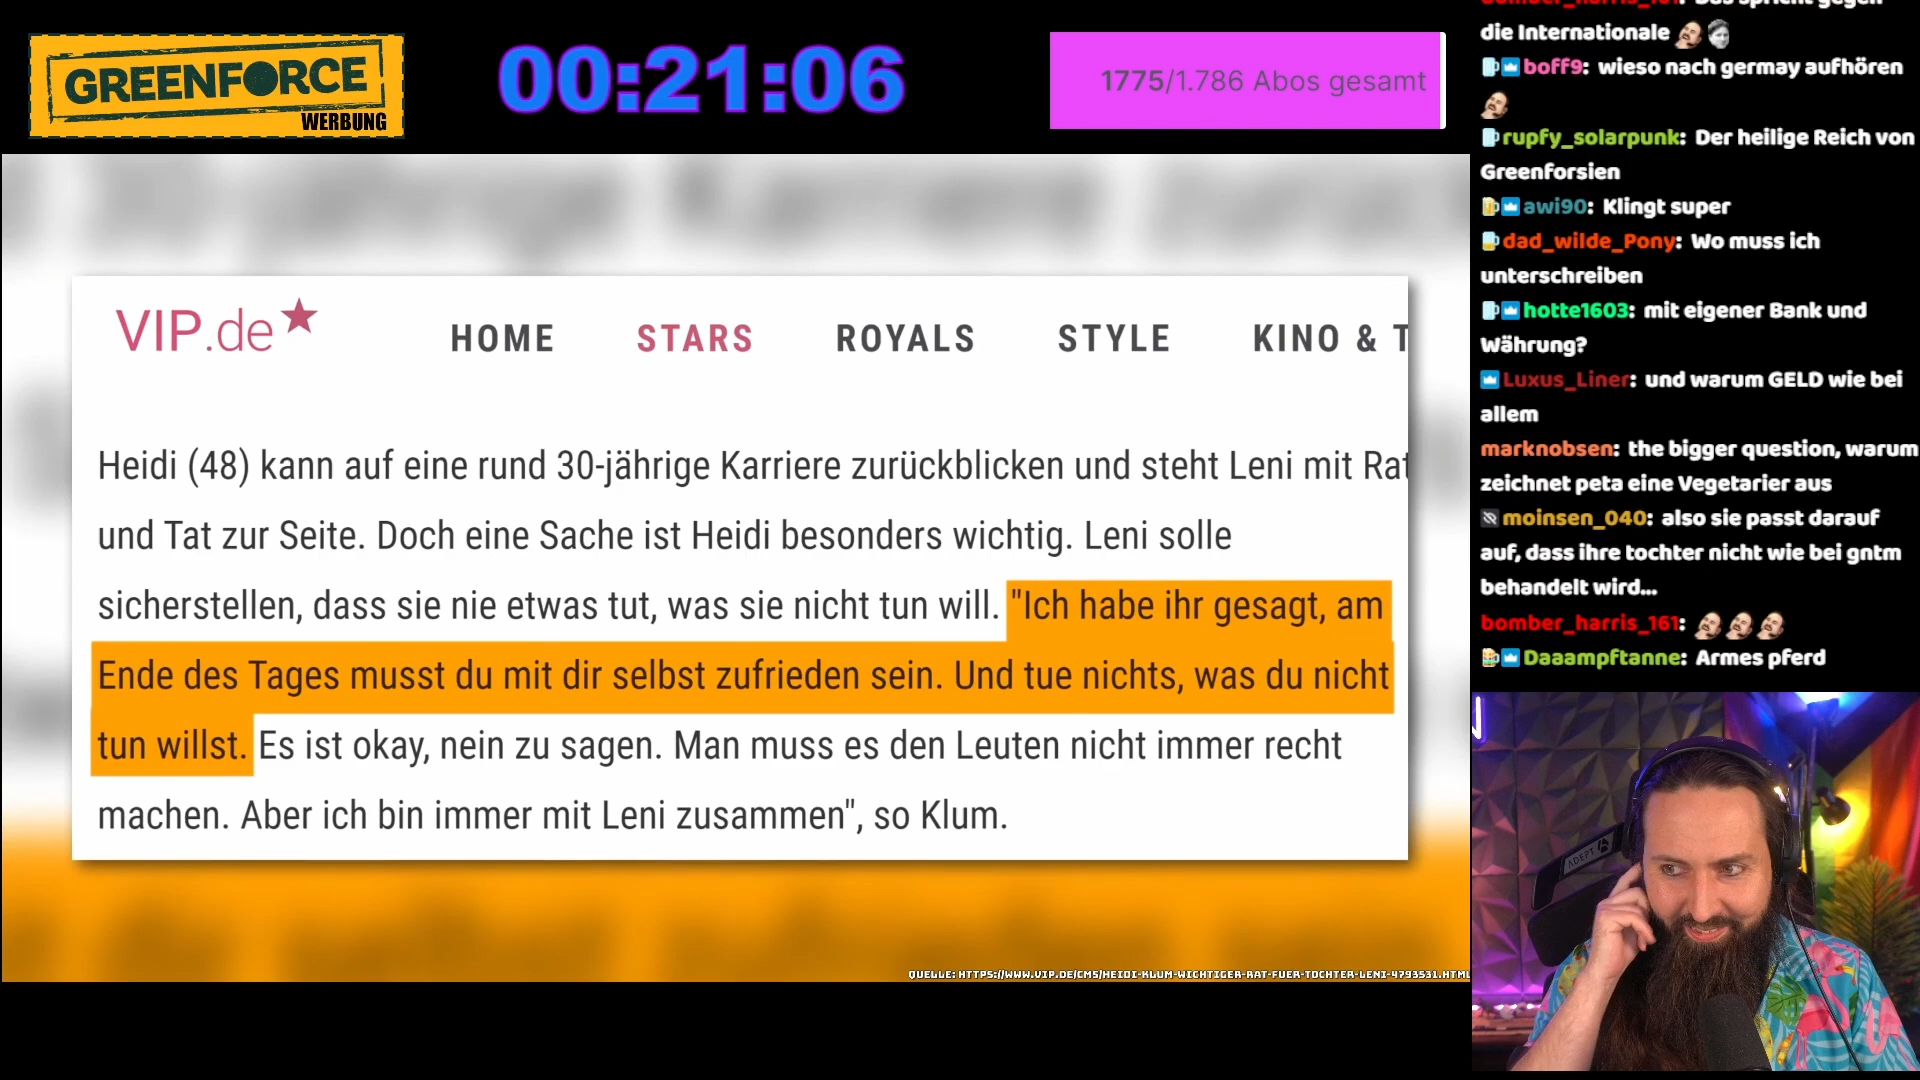 GREENFORCE
WERBUNG
00:21:06
1775/1.786 Abos gesamt
VIP.de
HOME STARS ROYALS STYLE KINO & T
Heidi (48) kann auf eine rund 30-jährige Karriere zurückblicken und steht Leni mit Rat
und Tat zur Seite. Doch eine Sache ist Heidi besonders wichtig. Leni solle
sicherstellen, dass sie nie etwas tut, was sie nicht tun will. "Ich habe ihr gesagt, am
Ende des Tages musst du mit dir selbst zufrieden sein. Und tue nichts, was du nicht
tun willst. Es ist okay, nein zu sagen. Man muss es den Leuten nicht immer recht
machen. Aber ich bin immer mit Leni zusammen", so Klum.
QUELLE: HTTPS://WWW.VIP.DE/CMS/HEIDI-KLUM-WICHTIGER-RAT-FUER-TOCHTER-LENI-4793531.HTML
bomber_harris_161: Das spricht gegen
die Internationale
boff9: wieso nach germay aufhören
rupfy_solarpunk: Der heilige Reich von
Greenforsien
awi90: Klingt super
dad_wilde_Pony: Wo muss ich
unterschreiben
hotte1603: mit eigener Bank und
Währung?
Luxus_Liner: und warum GELD wie bei
allem
marknobsen: the bigger question, warum
zeichnet peta eine Vegetarier aus
moinsen_040: also sie passt darauf
auf, dass ihre tochter nicht wie bei gntm
behandelt wird...
bomber_harris_161:
Daaampftanne: Armes pferd
ADEPT